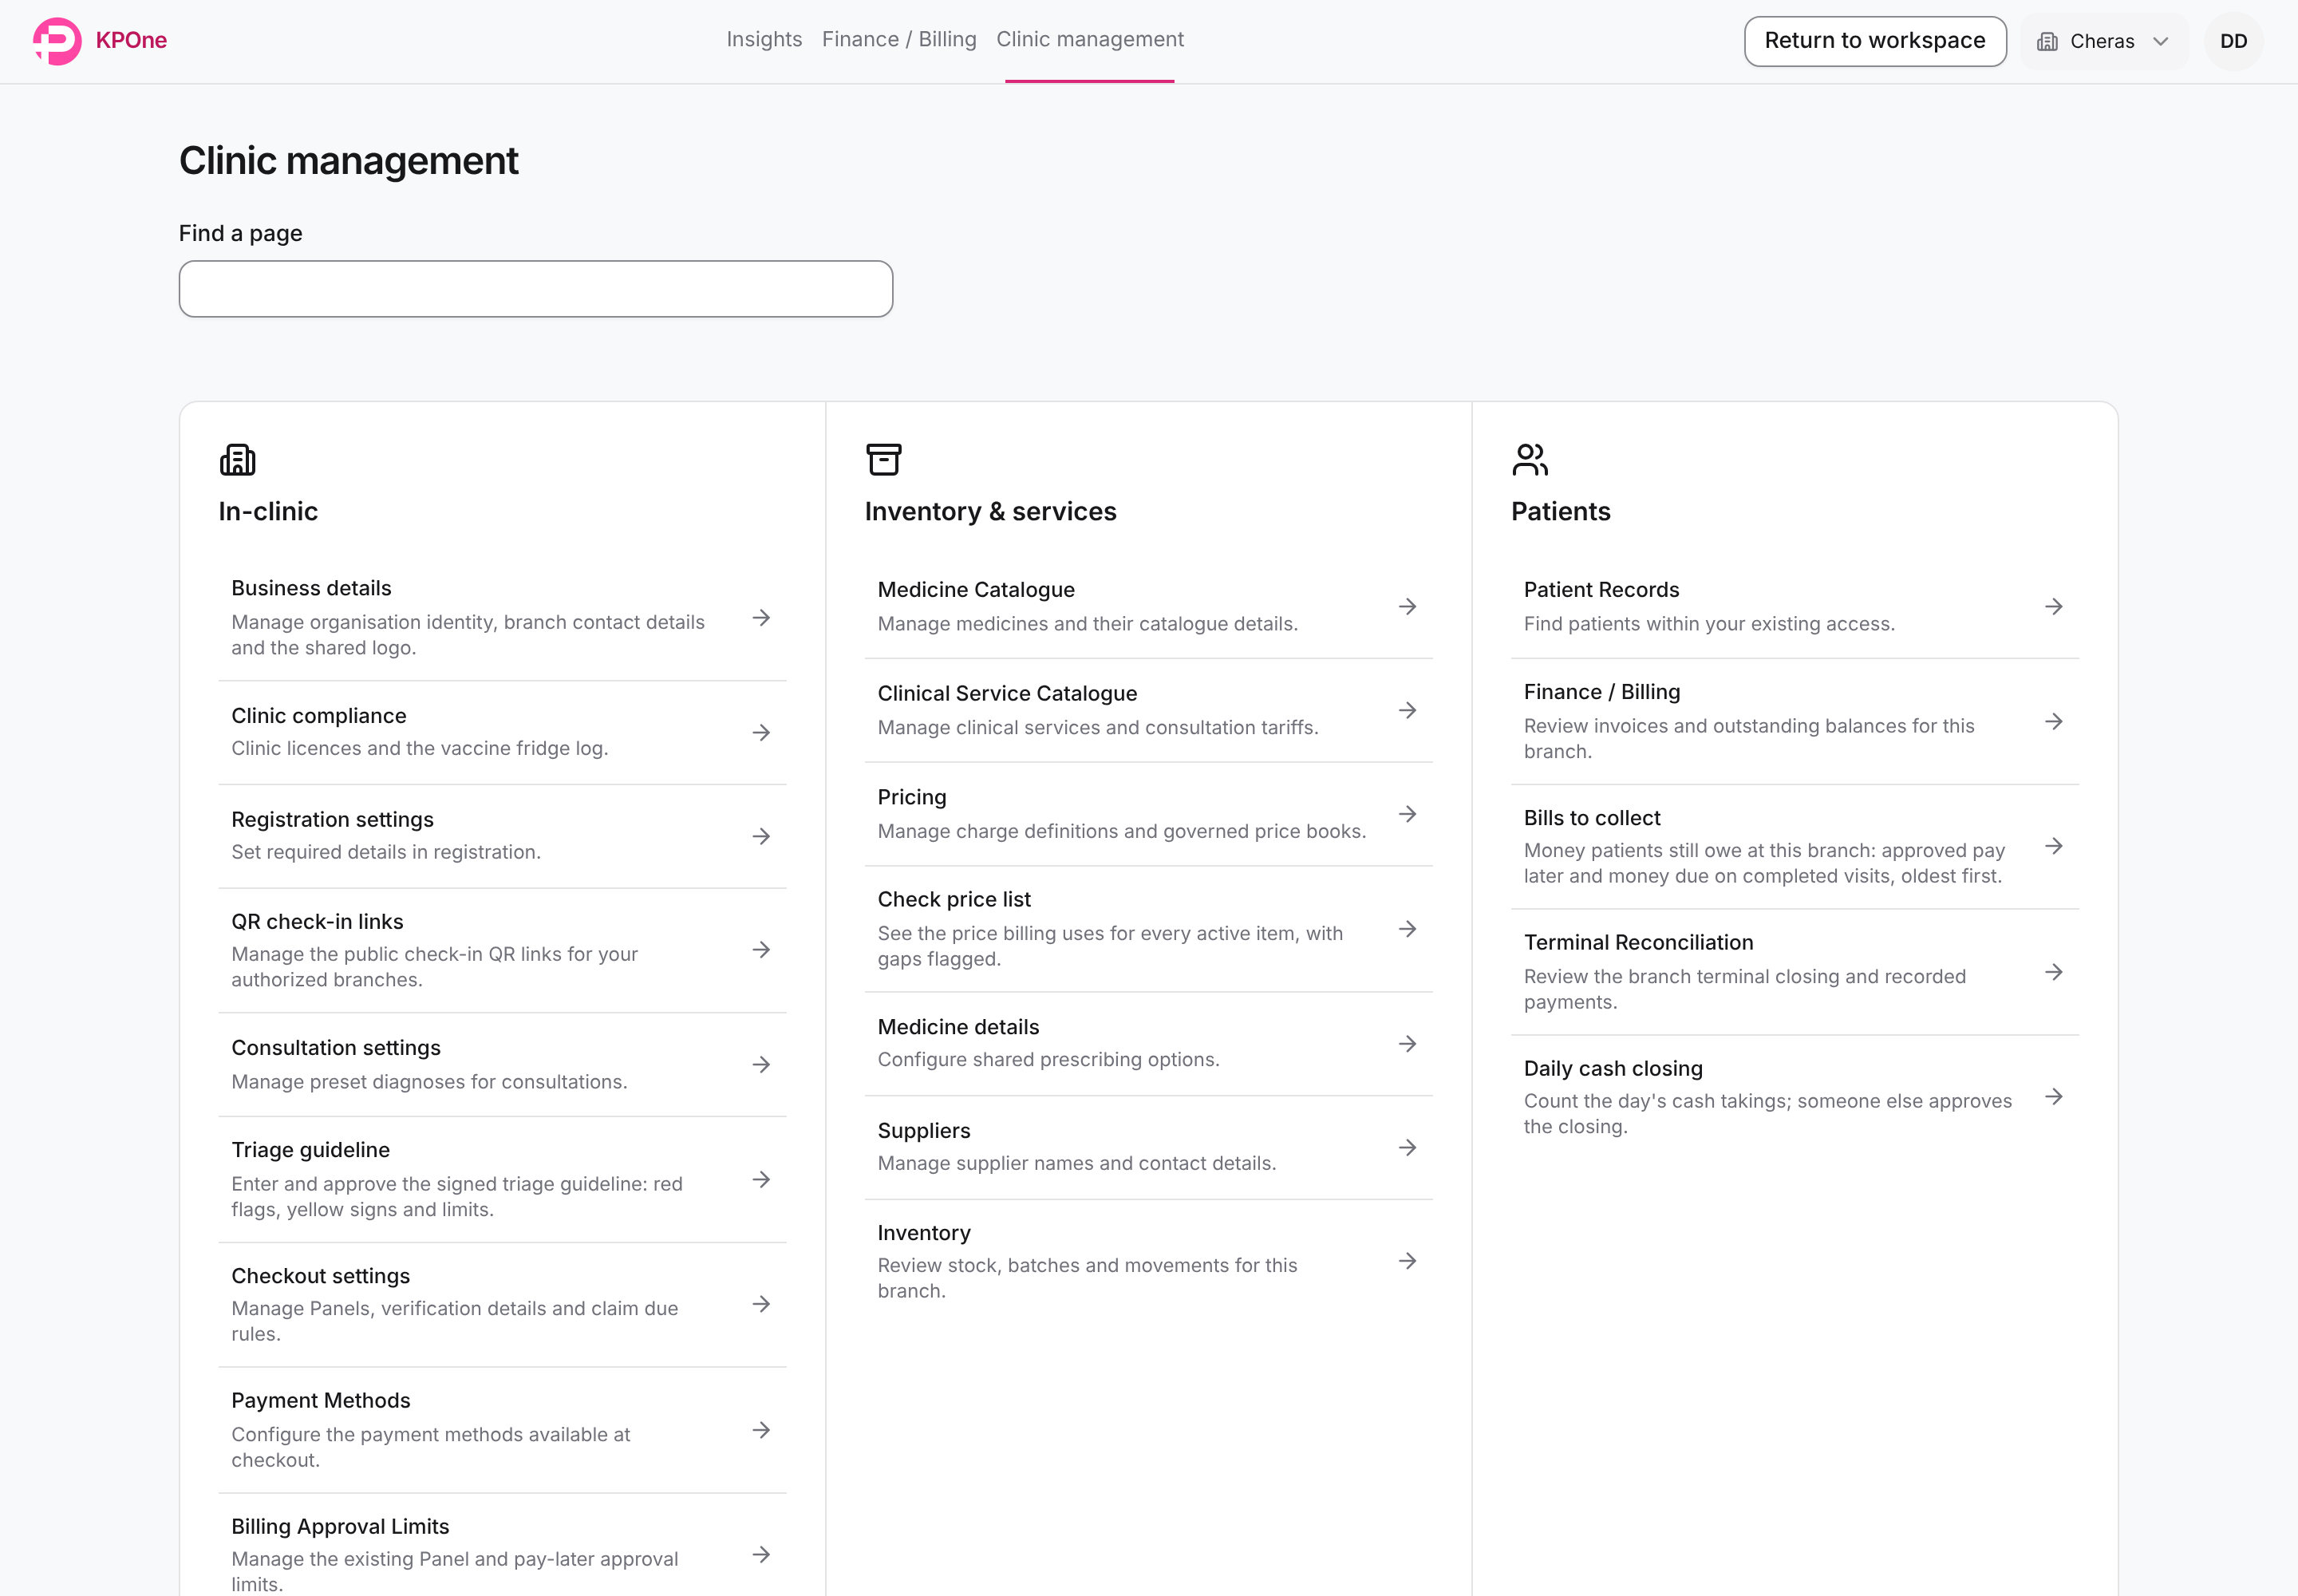 KPOne
Insights
Finance / Billing
Clinic management
Return to workspace
Cheras
DD
Clinic management
Find a page
In-clinic
Business details
Manage organisation identity, branch contact details
and the shared logo.
Clinic compliance
Clinic licences and the vaccine fridge log.
Registration settings
Set required details in registration.
QR check-in links
Manage the public check-in QR links for your
authorized branches.
Consultation settings
Manage preset diagnoses for consultations.
Triage guideline
Enter and approve the signed triage guideline: red
flags, yellow signs and limits.
Checkout settings
Manage Panels, verification details and claim due
rules.
Payment Methods
Configure the payment methods available at
checkout.
Billing Approval Limits
Manage the existing Panel and pay-later approval
limits.
Inventory & services
Medicine Catalogue
Manage medicines and their catalogue details.
Clinical Service Catalogue
Manage clinical services and consultation tariffs.
Pricing
Manage charge definitions and governed price books.
Check price list
See the price billing uses for every active item, with
gaps flagged.
Medicine details
Configure shared prescribing options.
Suppliers
Manage supplier names and contact details.
Inventory
Review stock, batches and movements for this
branch.
Patients
Patient Records
Find patients within your existing access.
Finance / Billing
Review invoices and outstanding balances for this
branch.
Bills to collect
Money patients still owe at this branch: approved pay
later and money due on completed visits, oldest first.
Terminal Reconciliation
Review the branch terminal closing and recorded
payments.
Daily cash closing
Count the day's cash takings; someone else approves
the closing.